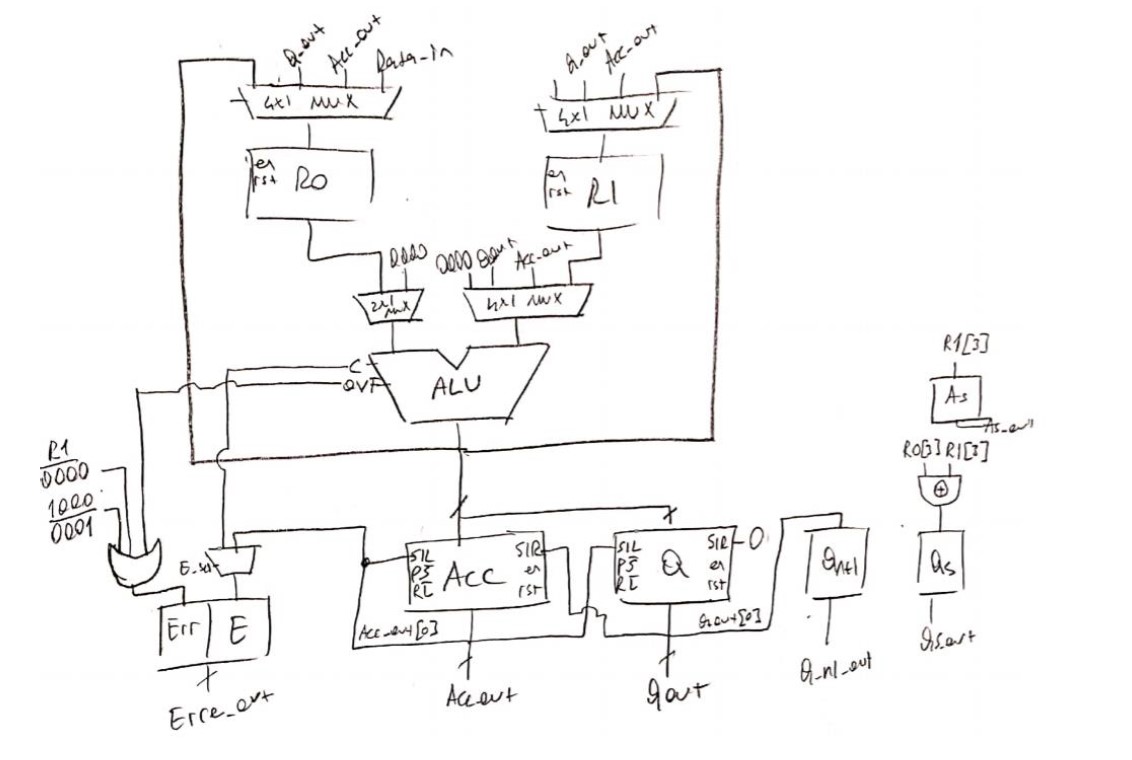 Q_out Acc_out Data_in
4x1 MUX
en
rst
R0
Q_out Acc_out
4x1 MUX
en
rst
R1
0000
2x1
MUX
0000 Qout Acc_out
4x1 MUX
C
OVF
ALU
R1
0000
1000
0001
E_sel
Err E
Erre_out
SIL
PS
RL
ACC
SIR
en
rst
Acc_out[0]
Acc_out
SIL
PS
RL
Q
SIR
en
rst
0
Qout[0]
Qout
Qn+1
Q_n1_out
R1[3]
As
As_out
R0[3] R1[3]
+
Qs
Qs_out